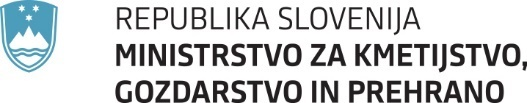 REPUBLIKA SLOVENIJA
MINISTRSTVO ZA KMETIJSTVO,
GOZDARSTVO IN PREHRANO